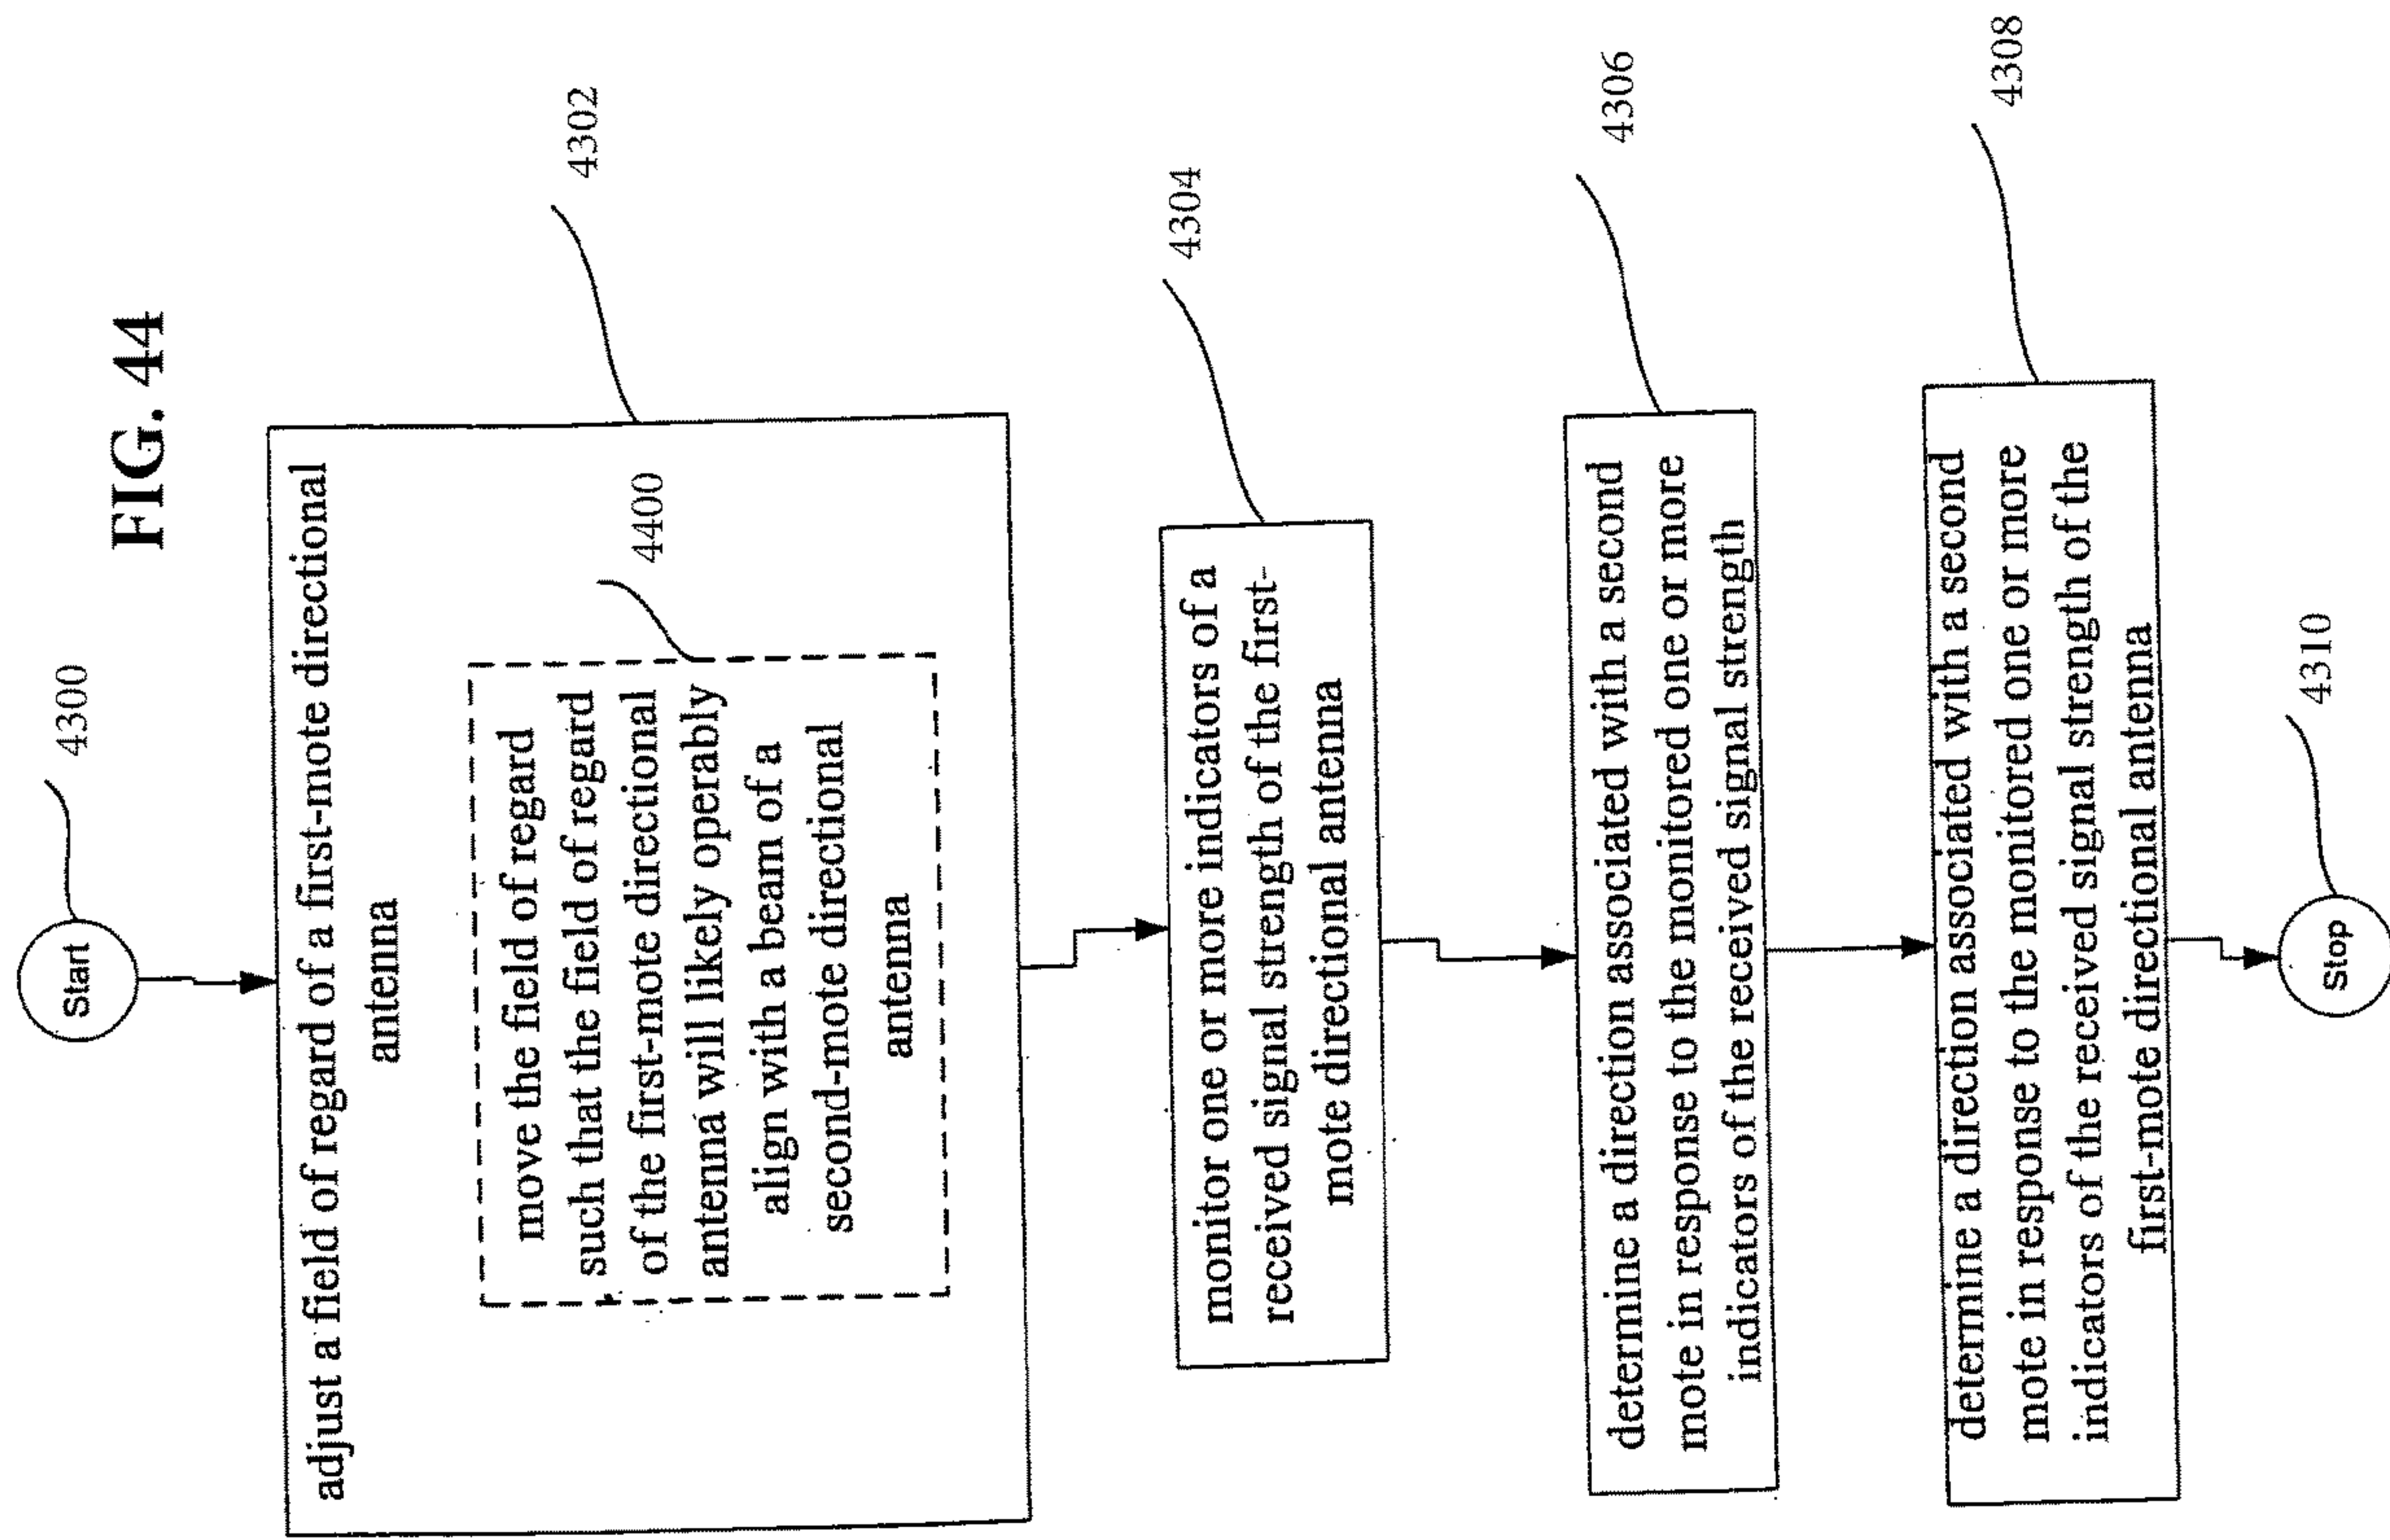 FIG. 44
Start
4300
adjust a field of regard of a first-mote directional
antenna
4302
move the field of regard
such that the field of regard
of the first-mote directional
antenna will likely operably
align with a beam of a
second-mote directional
antenna
4400
monitor one or more indicators of a
received signal strength of the first-
mote directional antenna
4304
determine a direction associated with a second
mote in response to the monitored one or more
indicators of the received signal strength
4306
determine a direction associated with a second
mote in response to the monitored one or more
indicators of the received signal strength of the
first-mote directional antenna
4308
Stop
4310